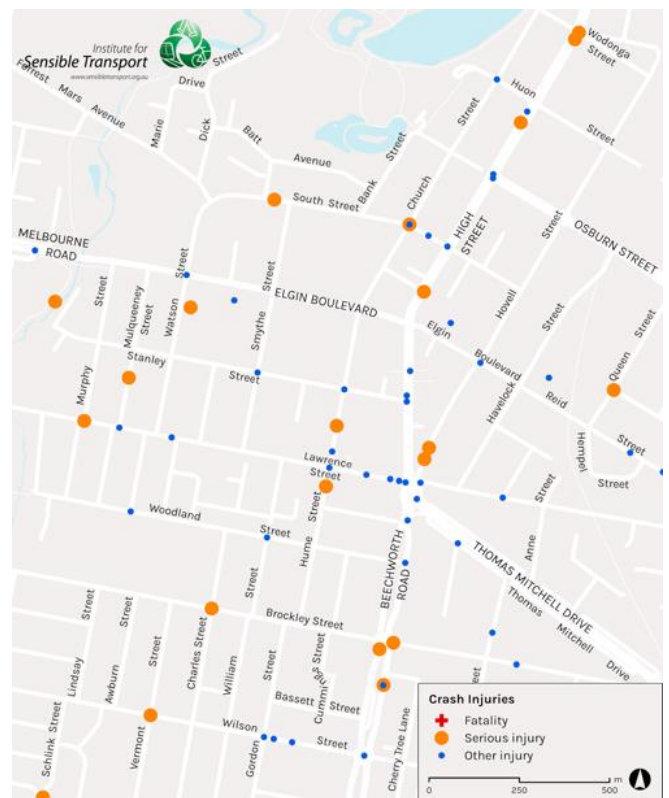 Institute for
Sensible Transport
www.sensibletransport.org.au
Wodonga
Street
Forrest
Mars
Avenue
Drive
Street
Marie
Dick
Batt
Avenue
Huon
Street
Street
Street
Church
Bank
South Street
HIGH
STREET
OSBURN STREET
Street
Hovell
MELBOURNE
ROAD
Street
ELGIN BOULEVARD
Street
Mulqueeney
Street
Watson
Street
Smythe
Elgin
Boulevard
Street
Havelock
Reid
Street
Street
Queen
Stanley
Street
Murphy
Lawrence
Street
Hempel
Street
Street
Woodland
Street
Street
Hume
Anne
BEECHWORTH
ROAD
THOMAS MITCHELL DRIVE
Thomas
Mitchell
Drive
Street
Brockley Street
Street
Street
Street
Street
Charles Street
Lindsay
Awburn
William
Street
Cummings Street
Bassett Street
Wilson
Street
Gordon
Vermont
Schlink Street
Cherry Tree Lane
Crash Injuries
Fatality
Serious injury
Other injury
0 250 500 m